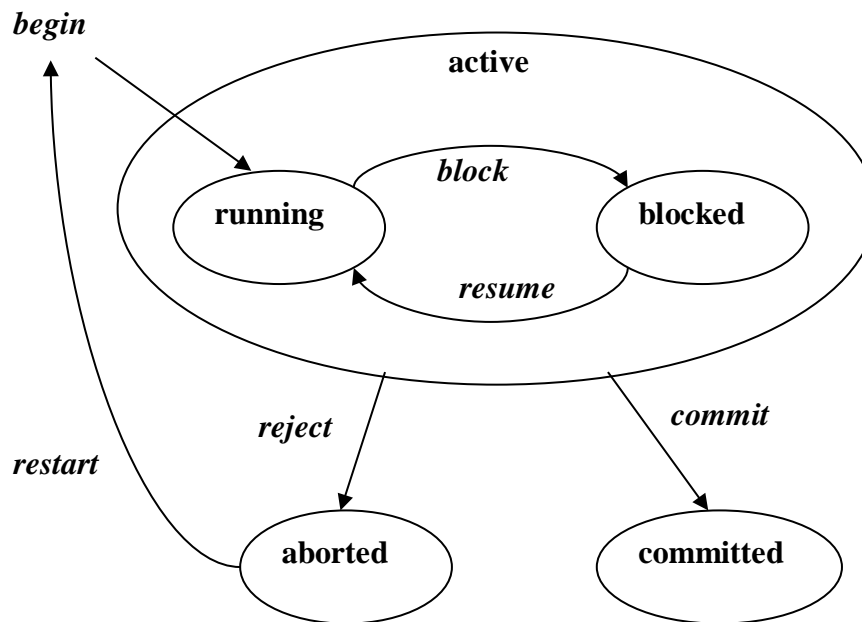 begin
active
block
running
blocked
resume
reject
commit
restart
aborted
committed